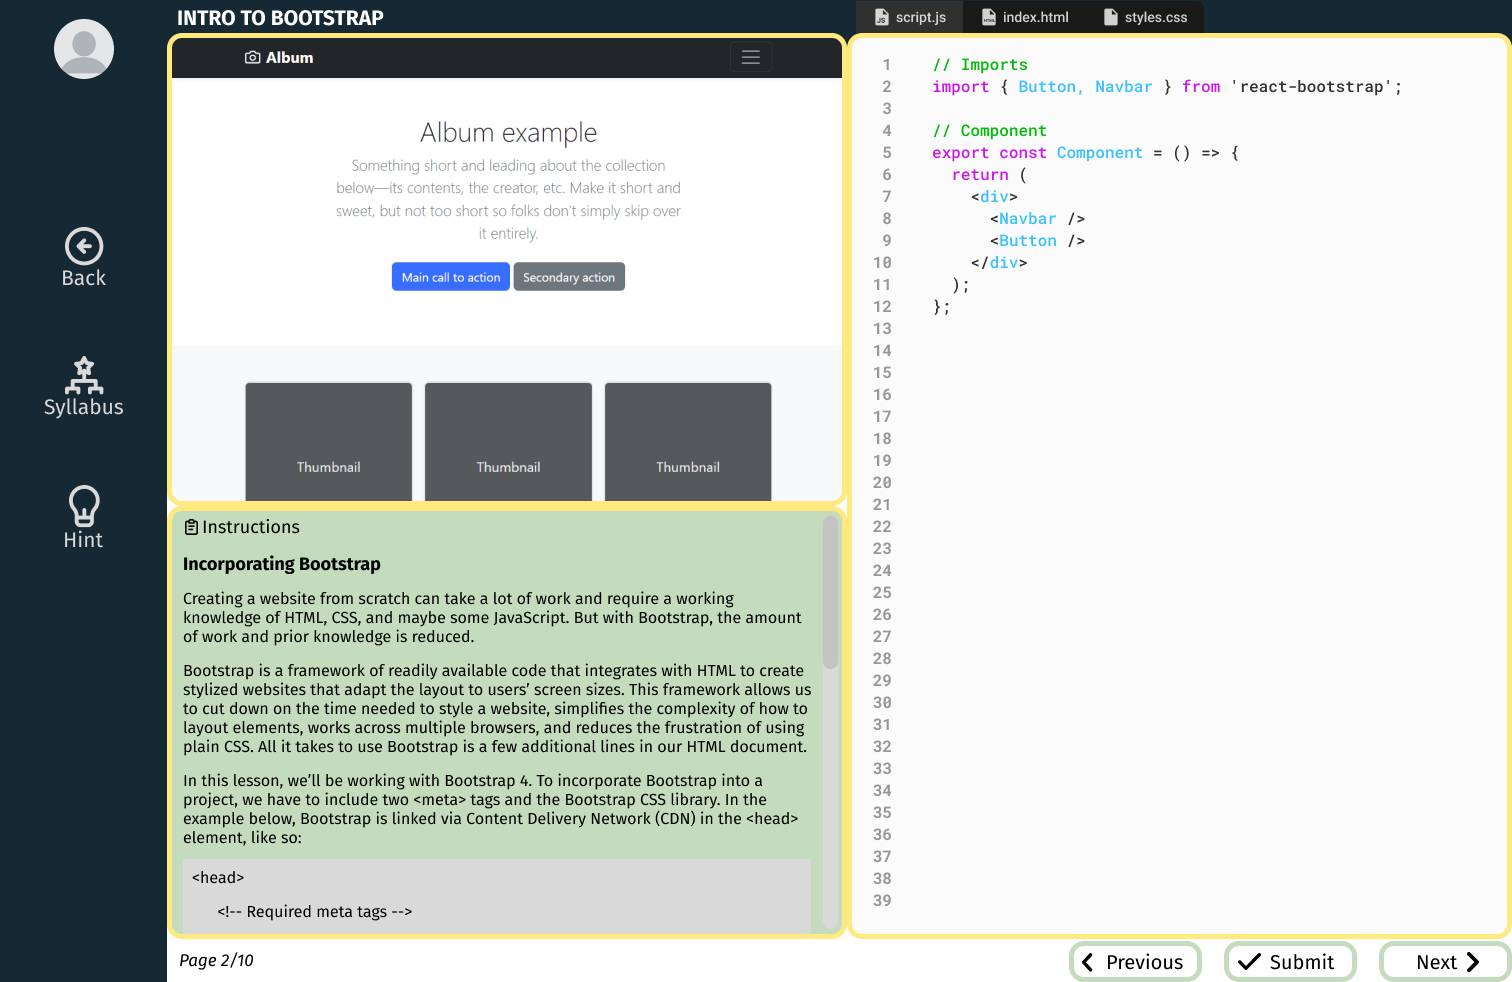 INTRO TO BOOTSTRAP
Back
Syllabus
Hint
Album
Album example
Something short and leading about the collection
below—its contents, the creator, etc. Make it short and
sweet, but not too short so folks don't simply skip over
it entirely.
Main call to action
Secondary action
Thumbnail
Thumbnail
Thumbnail
Instructions
Incorporating Bootstrap
Creating a website from scratch can take a lot of work and require a working
knowledge of HTML, CSS, and maybe some JavaScript. But with Bootstrap, the amount
of work and prior knowledge is reduced.
Bootstrap is a framework of readily available code that integrates with HTML to create
stylized websites that adapt the layout to users’ screen sizes. This framework allows us
to cut down on the time needed to style a website, simplifies the complexity of how to
layout elements, works across multiple browsers, and reduces the frustration of using
plain CSS. All it takes to use Bootstrap is a few additional lines in our HTML document.
In this lesson, we’ll be working with Bootstrap 4. To incorporate Bootstrap into a
project, we have to include two <meta> tags and the Bootstrap CSS library. In the
example below, Bootstrap is linked via Content Delivery Network (CDN) in the <head>
element, like so:
<head>
<!-- Required meta tags -->
Page 2/10
JS script.js
HTML index.html
styles.css
1 // Imports
2 import { Button, Navbar } from 'react-bootstrap';
3
4 // Component
5 export const Component = () => {
6 return (
7 <div>
8 <Navbar />
9 <Button />
10 </div>
11 );
12 };
13
14
15
16
17
18
19
20
21
22
23
24
25
26
27
28
29
30
31
32
33
34
35
36
37
38
39
Previous
Submit
Next